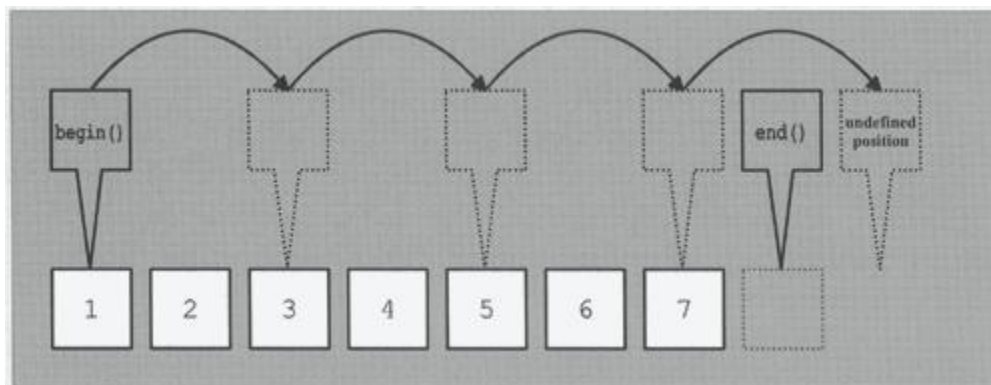 begin()
end()
undefined
position
1
2
3
4
5
6
7